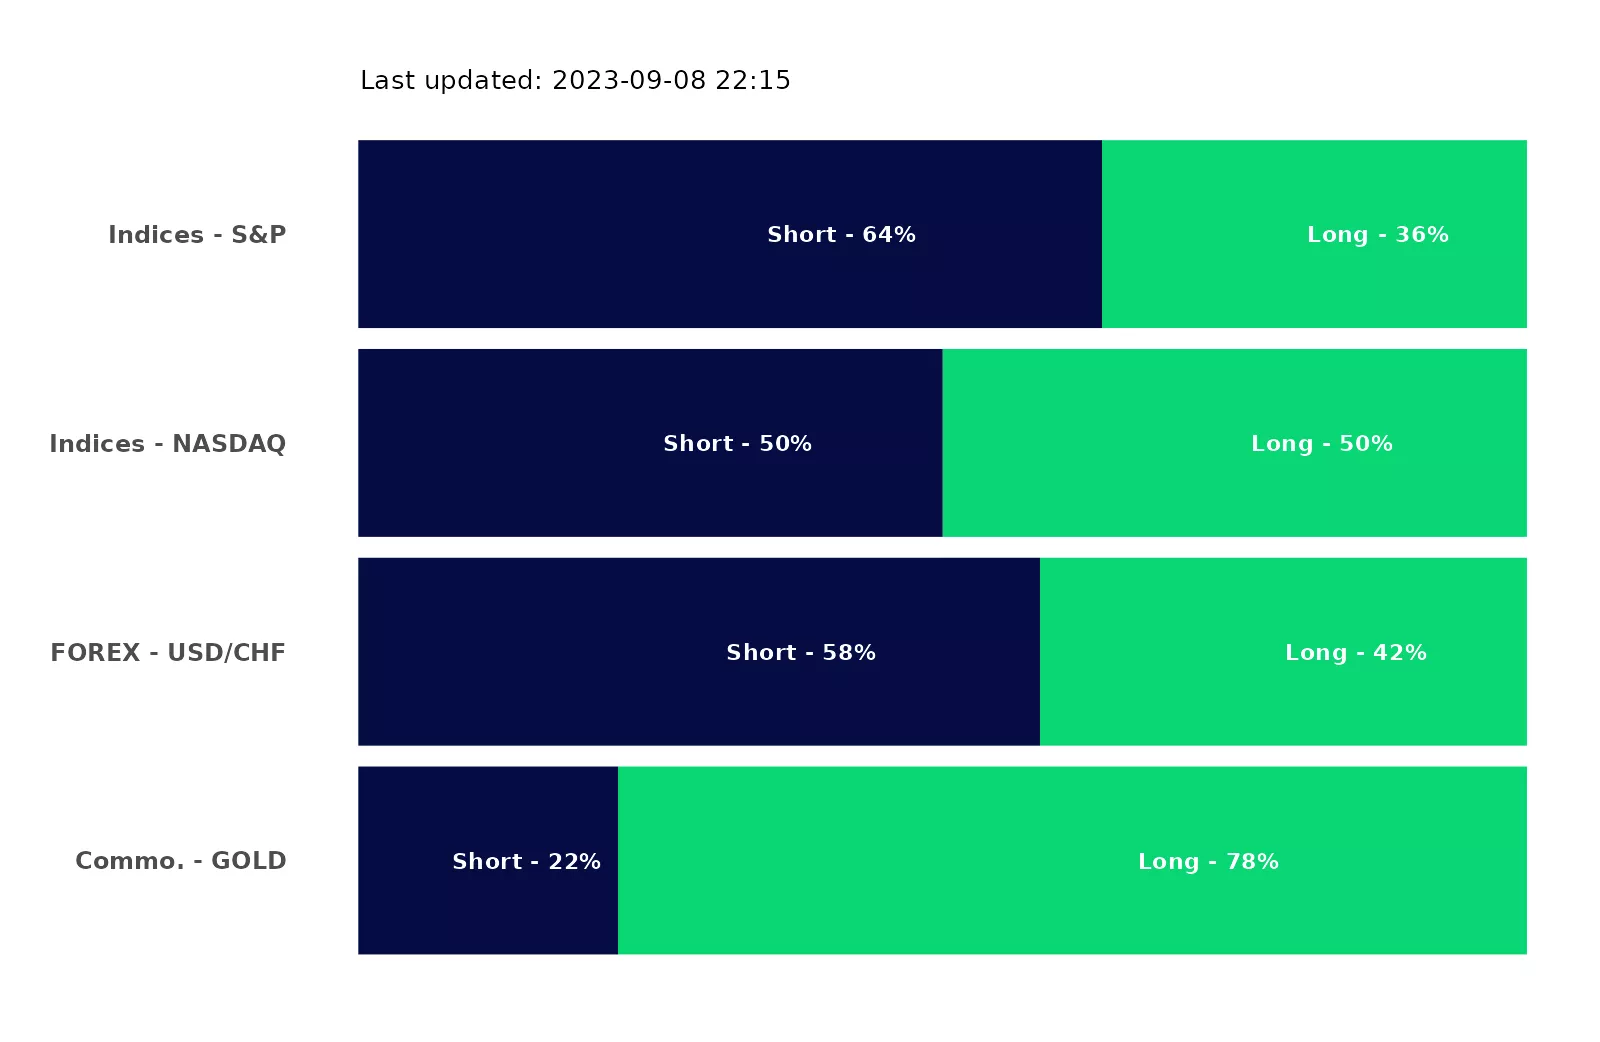 Last updated: 2023-09-08 22:15
Indices - S&P Short - 64% Long - 36%
Indices - NASDAQ Short - 50% Long - 50%
FOREX - USD/CHF Short - 58% Long - 42%
Commo. - GOLD Short - 22% Long - 78%